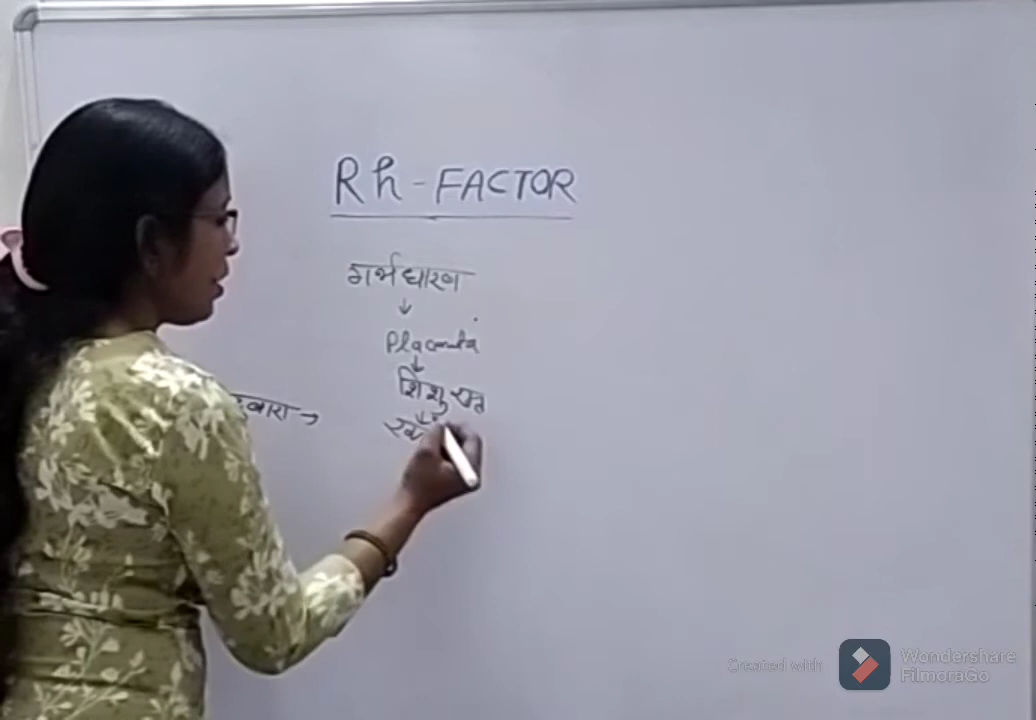 Rh-FACTOR
गर्भधारण
↓
Placenta
↓
शिशु रक्त
द्वारा →
Created with
Wondershare
FilmoraGo